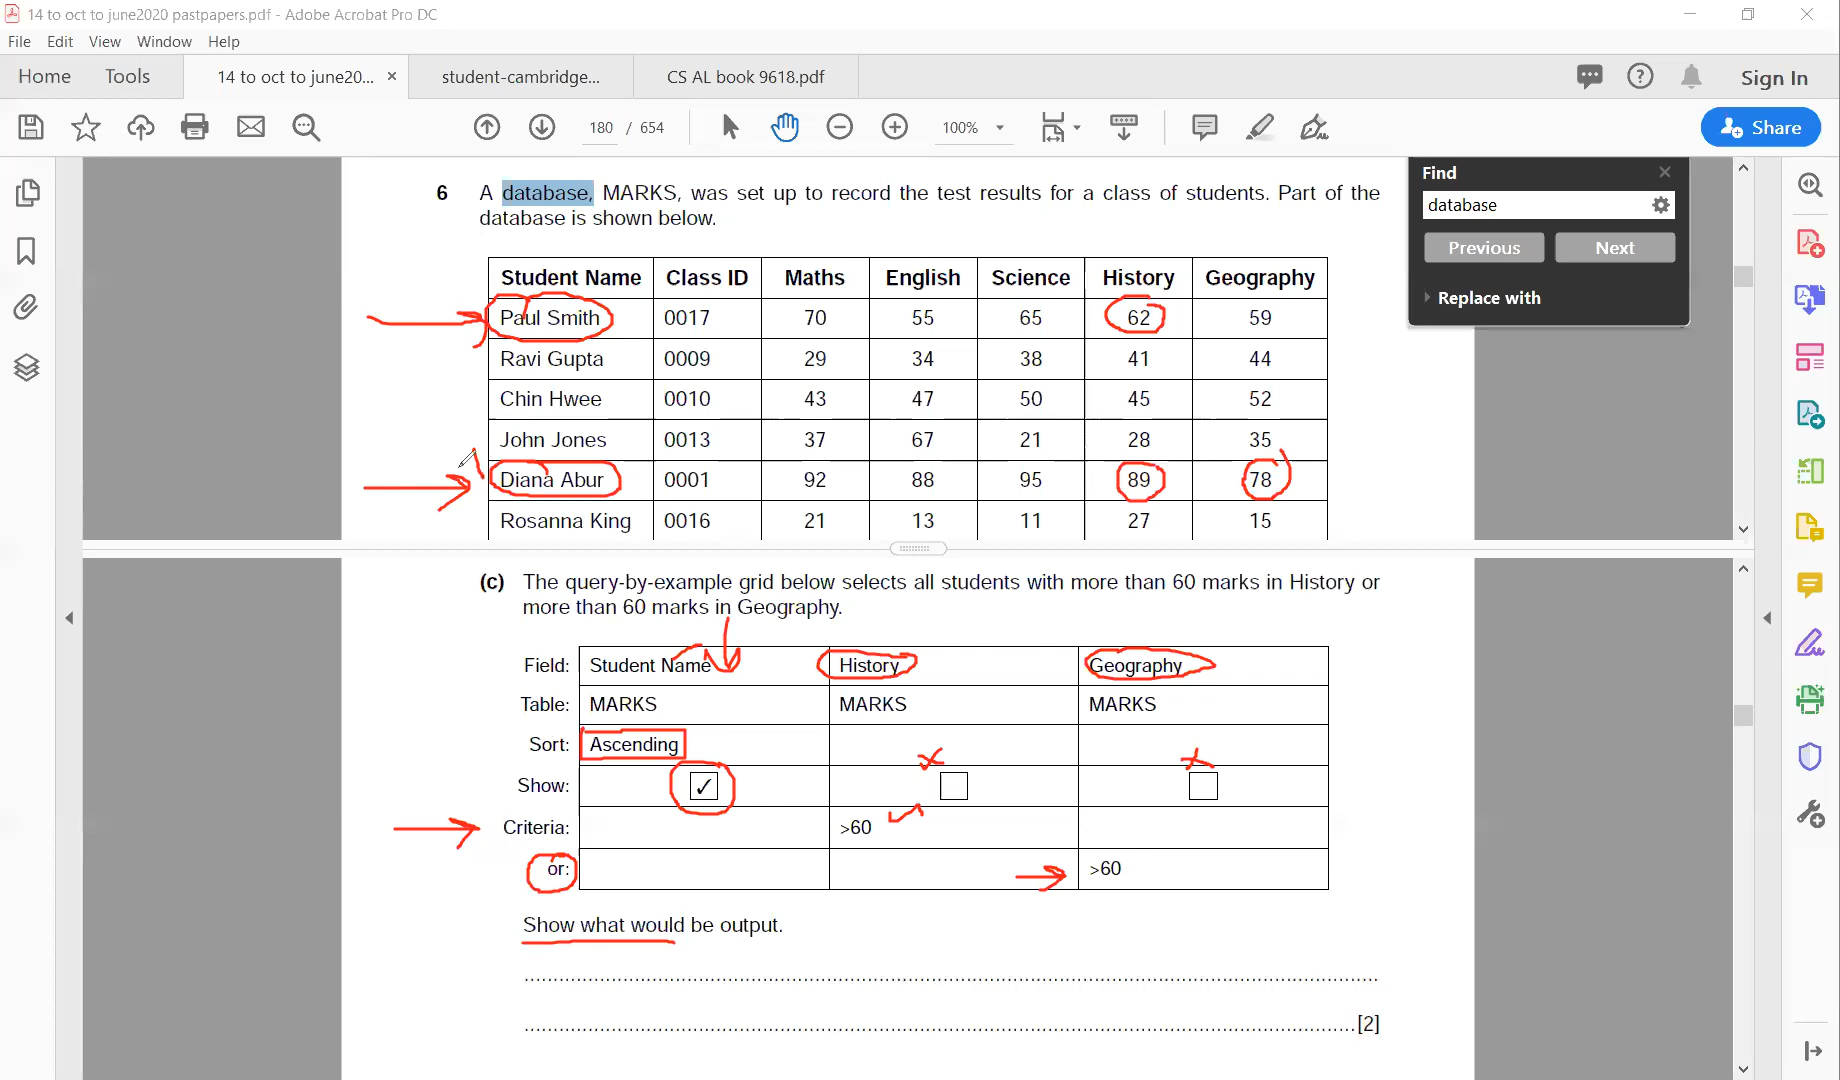 14 to oct to june2020 pastpapers.pdf - Adobe Acrobat Pro DC
File Edit View Window Help
Home Tools 14 to oct to june20... × student-cambridge... CS AL book 9618.pdf Sign In
180 / 654 100% Share
Find
database
Previous Next
Replace with
6 A database, MARKS, was set up to record the test results for a class of students. Part of the
database is shown below.
Student Name Class ID Maths English Science History Geography
Paul Smith 0017 70 55 65 62 59
Ravi Gupta 0009 29 34 38 41 44
Chin Hwee 0010 43 47 50 45 52
John Jones 0013 37 67 21 28 35
Diana Abur 0001 92 88 95 89 78
Rosanna King 0016 21 13 11 27 15
(c) The query-by-example grid below selects all students with more than 60 marks in History or
more than 60 marks in Geography.
Field: Student Name History Geography
Table: MARKS MARKS MARKS
Sort: Ascending
Show: ✓
Criteria: >60
or: >60
Show what would be output.
[2]